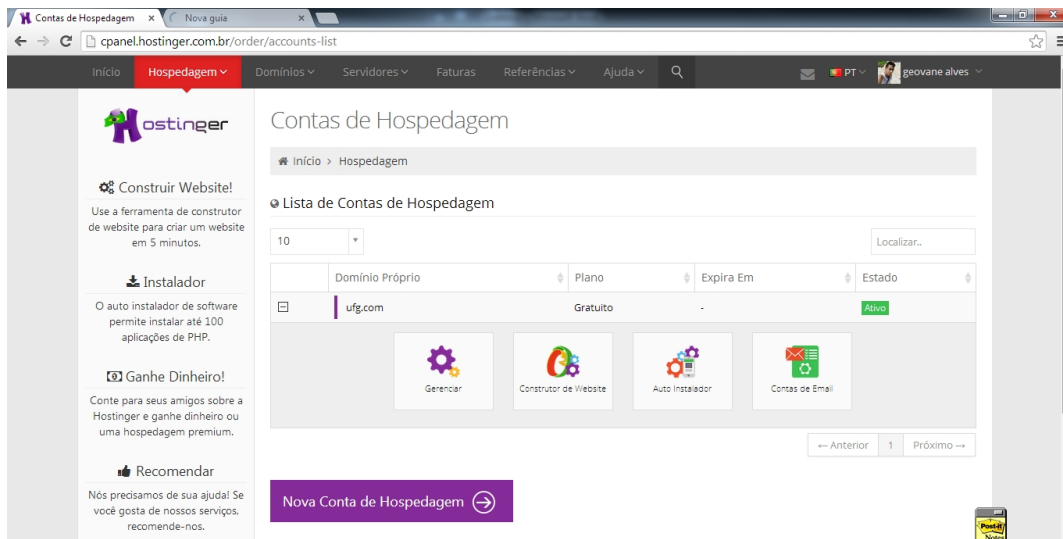 Contas de Hospedagem
Nova guia
cpanel.hostinger.com.br/order/accounts-list
Início Hospedagem Domínios Servidores Faturas Referências Ajuda PT geovane alves
Hostinger
Construir Website!
Use a ferramenta de construtor
de website para criar um website
em 5 minutos.
Instalador
O auto instalador de software
permite instalar até 100
aplicações de PHP.
Ganhe Dinheiro!
Conte para seus amigos sobre a
Hostinger e ganhe dinheiro ou
uma hospedagem premium.
Recomendar
Nós precisamos de sua ajuda! Se
você gosta de nossos serviços,
recomende-nos.
Contas de Hospedagem
Início > Hospedagem
Lista de Contas de Hospedagem
10 Localizar..
Domínio Próprio Plano Expira Em Estado
ufg.com Gratuito - Ativo
Gerenciar Construtor de Website Auto Instalador Contas de Email
← Anterior 1 Próximo →
Nova Conta de Hospedagem
Post-it
Notes